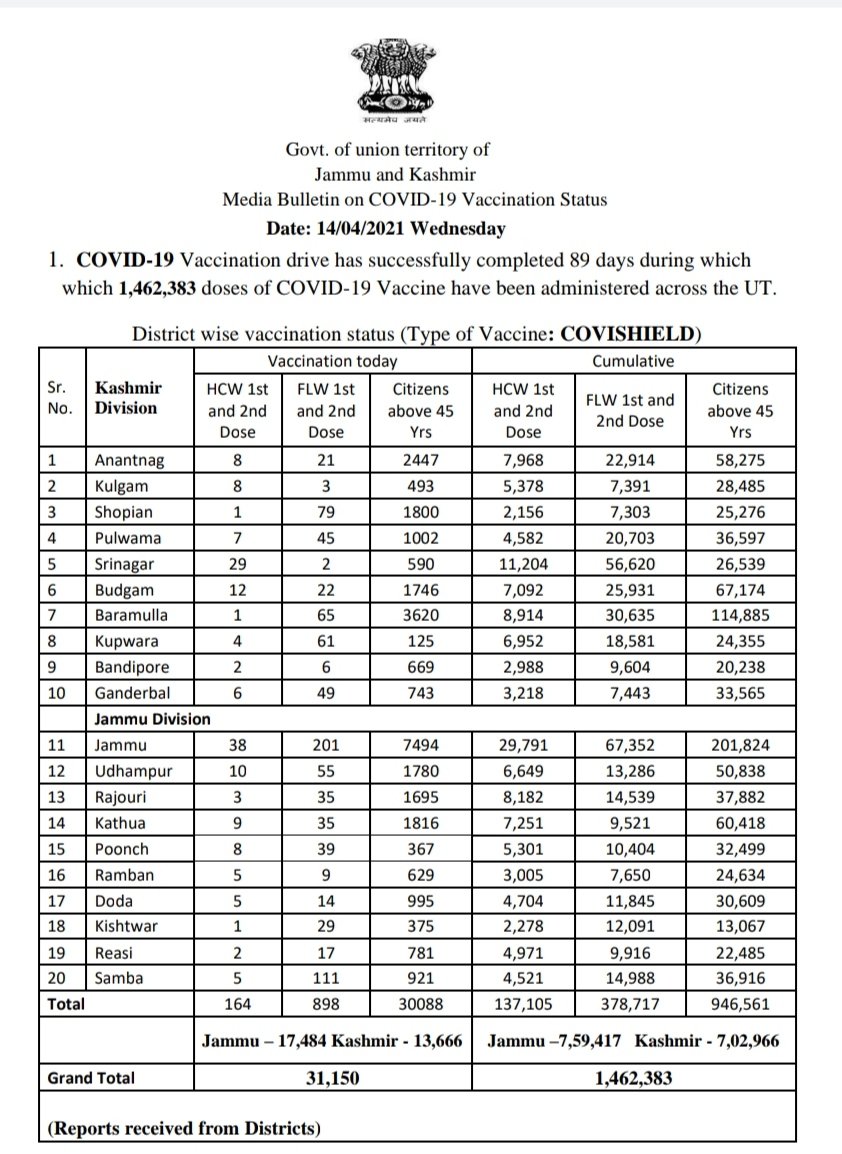 सत्यमेव जयते
Govt. of union territory of
Jammu and Kashmir
Media Bulletin on COVID-19 Vaccination Status
Date: 14/04/2021 Wednesday
1. COVID-19 Vaccination drive has successfully completed 89 days during which
which 1,462,383 doses of COVID-19 Vaccine have been administered across the UT.
District wise vaccination status (Type of Vaccine: COVISHIELD)
Sr. No. Kashmir Division Vaccination today Cumulative
HCW 1st and 2nd Dose FLW 1st and 2nd Dose Citizens above 45 Yrs HCW 1st and 2nd Dose FLW 1st and 2nd Dose Citizens above 45 Yrs
1 Anantnag 8 21 2447 7,968 22,914 58,275
2 Kulgam 8 3 493 5,378 7,391 28,485
3 Shopian 1 79 1800 2,156 7,303 25,276
4 Pulwama 7 45 1002 4,582 20,703 36,597
5 Srinagar 29 2 590 11,204 56,620 26,539
6 Budgam 12 22 1746 7,092 25,931 67,174
7 Baramulla 1 65 3620 8,914 30,635 114,885
8 Kupwara 4 61 125 6,952 18,581 24,355
9 Bandipore 2 6 669 2,988 9,604 20,238
10 Ganderbal 6 49 743 3,218 7,443 33,565
Jammu Division
11 Jammu 38 201 7494 29,791 67,352 201,824
12 Udhampur 10 55 1780 6,649 13,286 50,838
13 Rajouri 3 35 1695 8,182 14,539 37,882
14 Kathua 9 35 1816 7,251 9,521 60,418
15 Poonch 8 39 367 5,301 10,404 32,499
16 Ramban 5 9 629 3,005 7,650 24,634
17 Doda 5 14 995 4,704 11,845 30,609
18 Kishtwar 1 29 375 2,278 12,091 13,067
19 Reasi 2 17 781 4,971 9,916 22,485
20 Samba 5 111 921 4,521 14,988 36,916
Total 164 898 30088 137,105 378,717 946,561
Jammu – 17,484 Kashmir - 13,666 Jammu –7,59,417 Kashmir - 7,02,966
Grand Total 31,150 1,462,383
(Reports received from Districts)